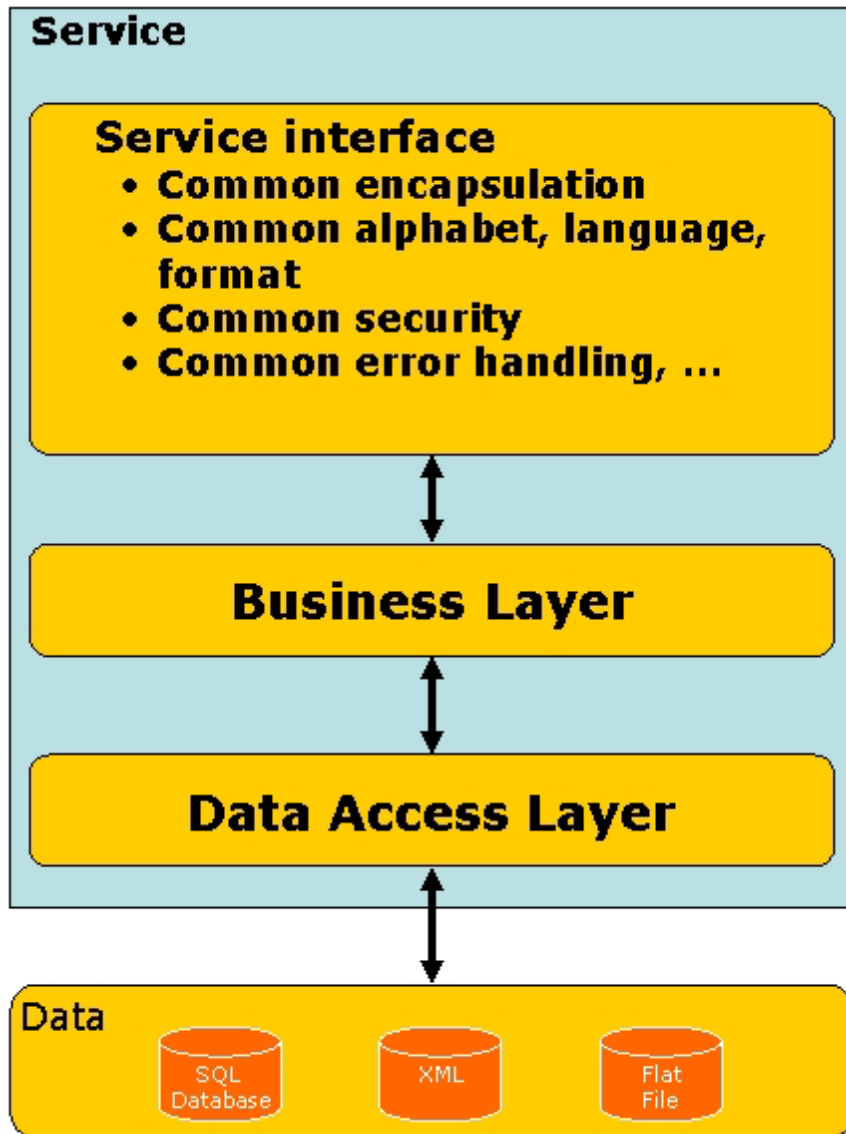 Service
Service interface
• Common encapsulation
• Common alphabet, language,
format
• Common security
• Common error handling, ...
Business Layer
Data Access Layer
Data
SQL
Database
XML
Flat
File